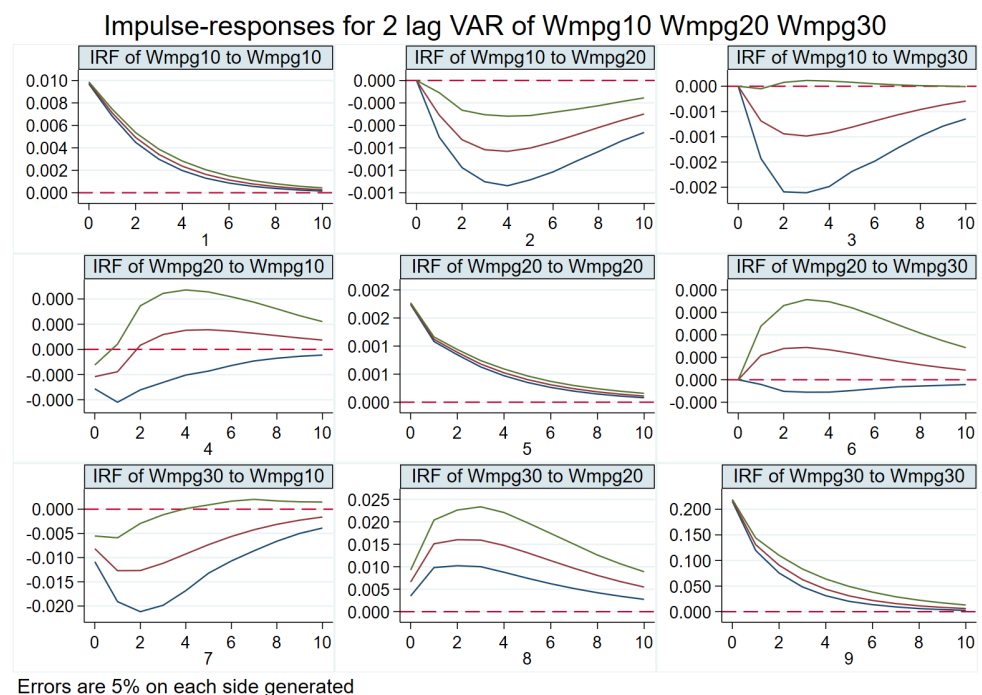 Impulse-responses for 2 lag VAR of Wmpg10 Wmpg20 Wmpg30
IRF of Wmpg10 to Wmpg10
0.010
0.008
0.006
0.004
0.002
0.000
0 2 4 6 8 10
1
IRF of Wmpg10 to Wmpg20
0.000
-0.000
-0.000
-0.001
-0.001
-0.001
0 2 4 6 8 10
2
IRF of Wmpg10 to Wmpg30
0.000
-0.001
-0.001
-0.002
-0.002
0 2 4 6 8 10
3
IRF of Wmpg20 to Wmpg10
0.000
0.000
0.000
-0.000
-0.000
0 2 4 6 8 10
4
IRF of Wmpg20 to Wmpg20
0.002
0.002
0.001
0.001
0.000
0 2 4 6 8 10
5
IRF of Wmpg20 to Wmpg30
0.000
0.000
0.000
0.000
0.000
-0.000
0 2 4 6 8 10
6
IRF of Wmpg30 to Wmpg10
0.000
-0.005
-0.010
-0.015
-0.020
0 2 4 6 8 10
7
IRF of Wmpg30 to Wmpg20
0.025
0.020
0.015
0.010
0.005
0.000
0 2 4 6 8 10
8
IRF of Wmpg30 to Wmpg30
0.200
0.150
0.100
0.050
0.000
0 2 4 6 8 10
9
Errors are 5% on each side generated